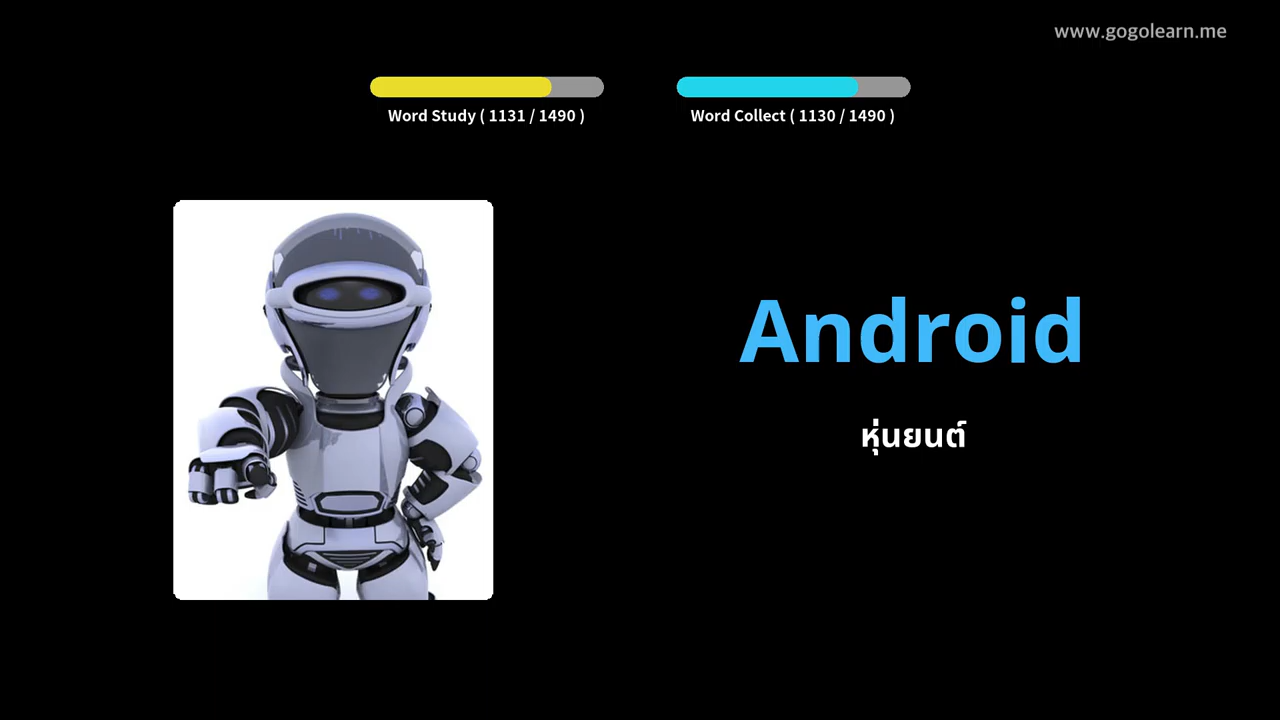 www.gogolearn.me
Word Study ( 1131 / 1490 )
Word Collect ( 1130 / 1490 )
Android
หุ่นยนต์